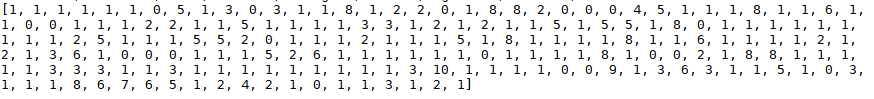 [1, 1, 1, 1, 1, 1, 0, 5, 1, 3, 0, 3, 1, 1, 8, 1, 2, 2, 0, 1, 8, 8, 2, 0, 0, 0, 4, 5, 1, 1, 1, 8, 1, 1, 6, 1,
1, 0, 0, 1, 1, 1, 2, 2, 1, 1, 5, 1, 1, 1, 1, 3, 3, 1, 2, 1, 2, 1, 1, 5, 1, 5, 5, 1, 8, 0, 1, 1, 1, 1, 1, 1,
1, 1, 1, 2, 5, 1, 1, 1, 5, 5, 2, 0, 1, 1, 1, 2, 1, 1, 1, 5, 1, 8, 1, 1, 1, 1, 8, 1, 1, 6, 1, 1, 1, 1, 2, 1,
2, 1, 3, 6, 1, 0, 0, 0, 1, 1, 1, 5, 2, 6, 1, 1, 1, 1, 1, 1, 0, 1, 1, 1, 1, 8, 1, 0, 0, 2, 1, 8, 8, 1, 1, 1,
1, 1, 3, 3, 3, 1, 1, 3, 1, 1, 1, 1, 1, 1, 1, 1, 1, 3, 10, 1, 1, 1, 1, 0, 0, 9, 1, 3, 6, 3, 1, 1, 5, 1, 0, 3,
1, 1, 1, 8, 6, 7, 6, 5, 1, 2, 4, 2, 1, 0, 1, 1, 3, 1, 2, 1]